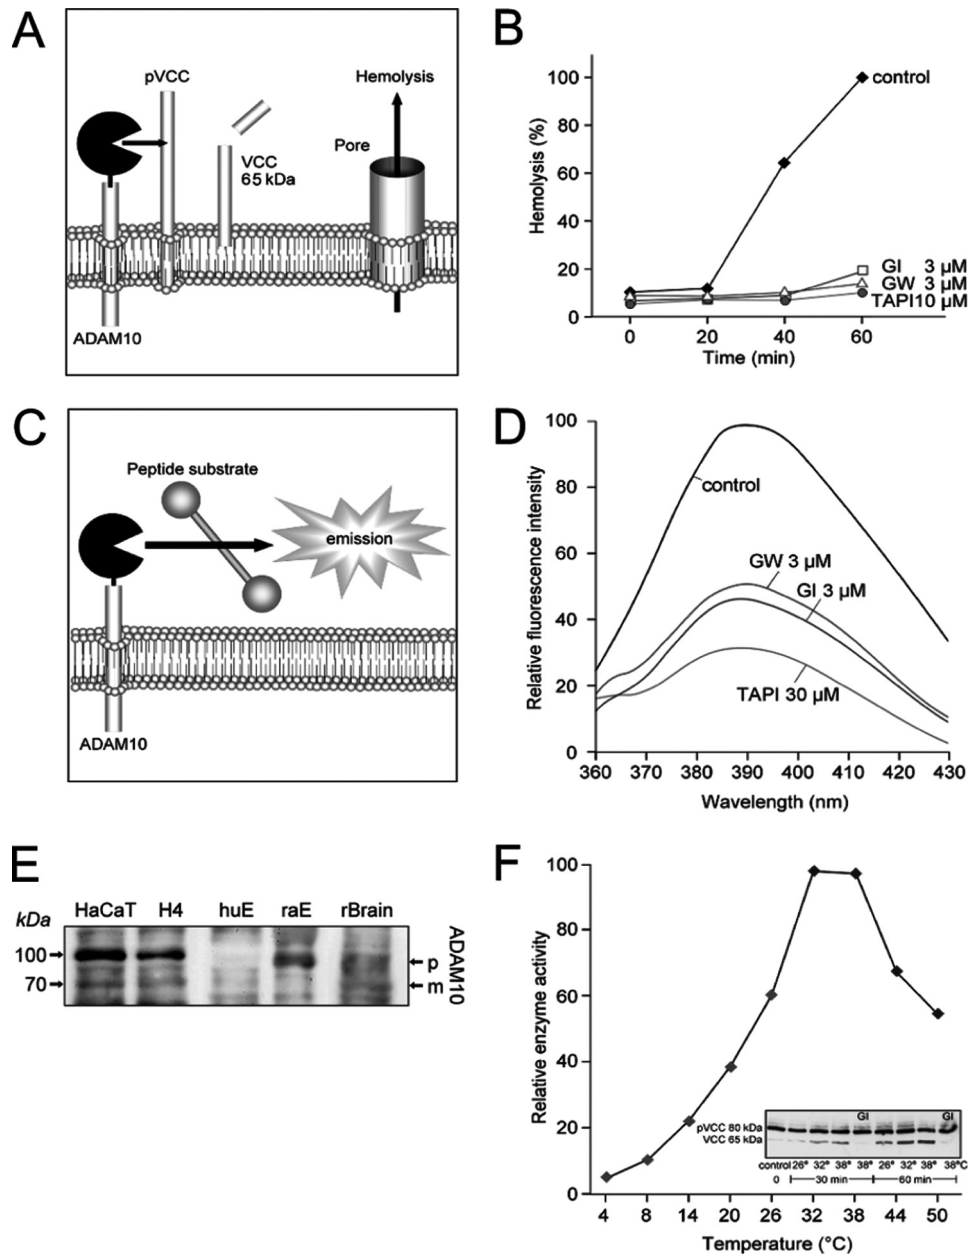 A
pVCC
Hemolysis
Pore
VCC
65 kDa
ADAM10
B
Hemolysis (%)
100
80
60
40
20
0
control
GI 3 µM
GW 3 µM
TAPI10 µM
0 20 40 60
Time (min)
C
Peptide substrate
emission
ADAM10
D
Relative fluorescence intensity
100
80
60
40
20
0
control
GW 3 µM
GI 3 µM
TAPI 30 µM
360 370 380 390 400 410 420 430
Wavelength (nm)
E
HaCaT H4 huE raE rBrain
kDa
100
70
p
m
ADAM10
F
Relative enzyme activity
100
80
60
40
20
0
GI GI
pVCC 80 kDa
VCC 65 kDa
control 26° 32° 38° 38° 26° 32° 38° 38°C
0 30 min 60 min
4 8 14 20 26 32 38 44 50
Temperature (°C)